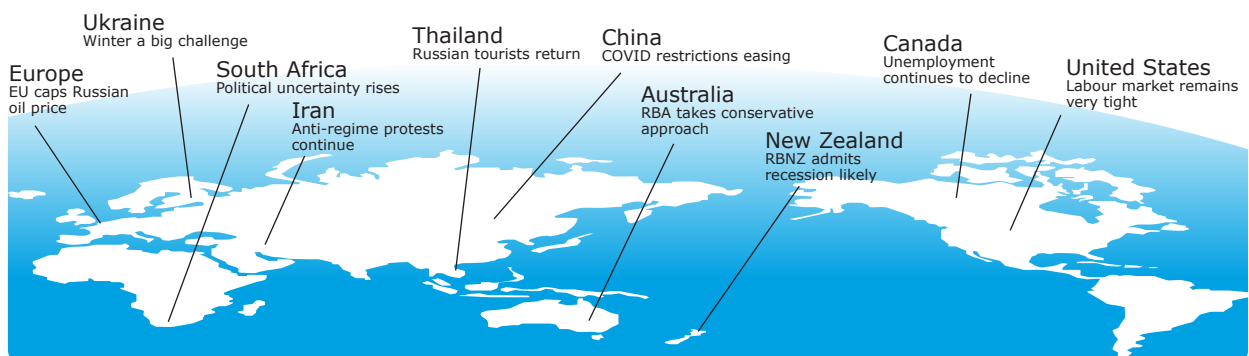 Ukraine
Winter a big challenge
Europe
EU caps Russian
oil price
South Africa
Political uncertainty rises
Iran
Anti-regime protests
continue
Thailand
Russian tourists return
China
COVID restrictions easing
Australia
RBA takes conservative
approach
New Zealand
RBNZ admits
recession likely
Canada
Unemployment
continues to decline
United States
Labour market remains
very tight